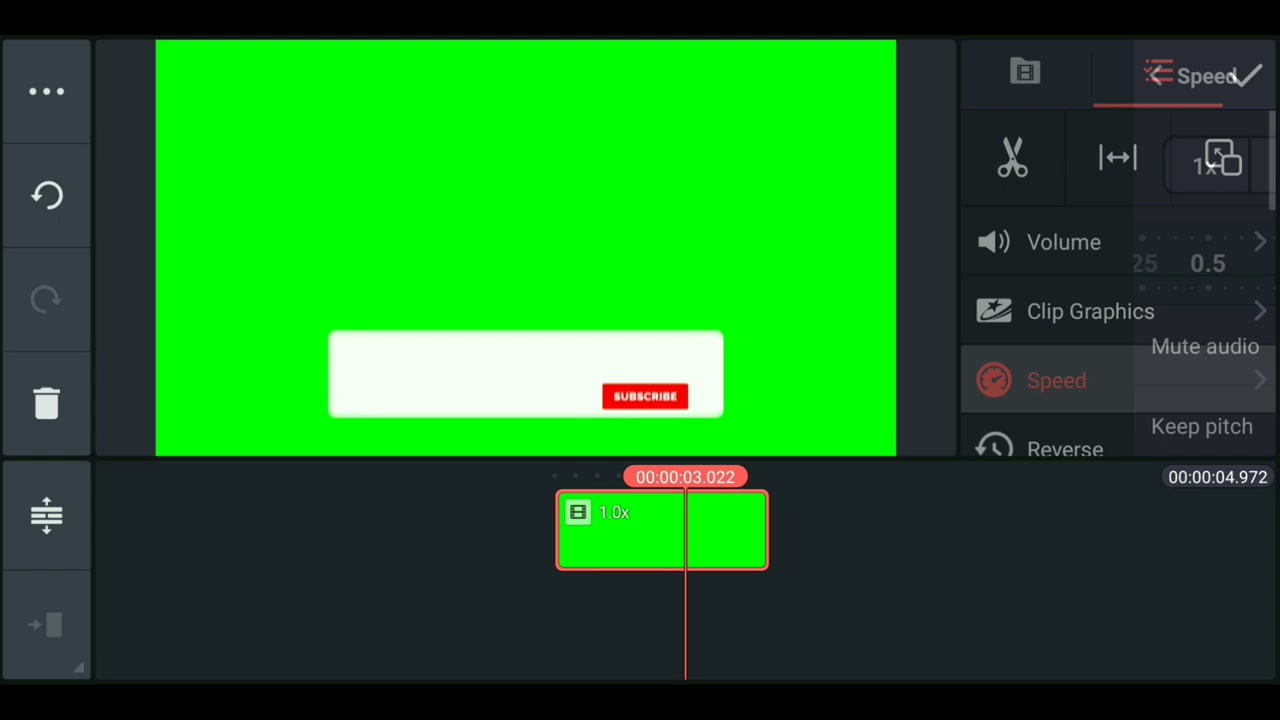 Speed
1x
Volume
25
0.5
Clip Graphics
Mute audio
Speed
Keep pitch
Reverse
SUBSCRIBE
00:00:03.022
00:00:04.972
1.0x